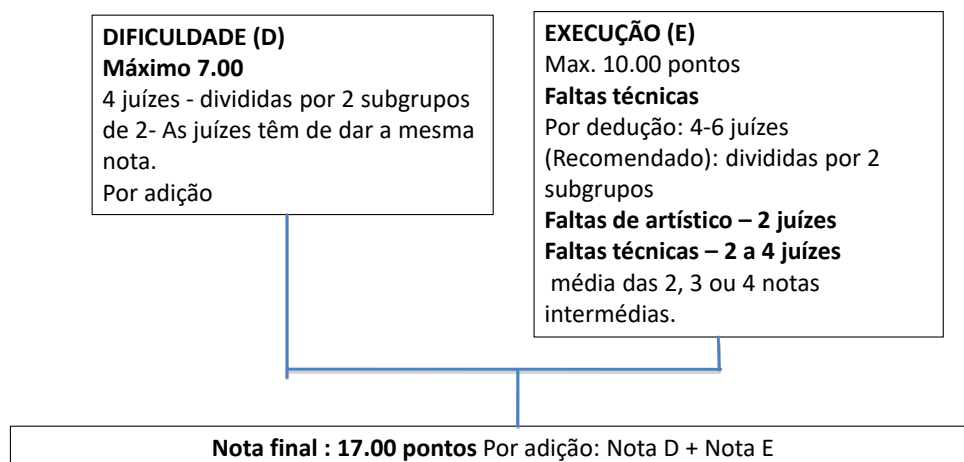 DIFICULDADE (D)
Máximo 7.00
4 juízes - divididas por 2 subgrupos
de 2- As juízes têm de dar a mesma
nota.
Por adição
EXECUÇÃO (E)
Max. 10.00 pontos
Faltas técnicas
Por dedução: 4-6 juízes
(Recomendado): divididas por 2
subgrupos
Faltas de artístico – 2 juízes
Faltas técnicas – 2 a 4 juízes
média das 2, 3 ou 4 notas
intermédias.
Nota final : 17.00 pontos Por adição: Nota D + Nota E